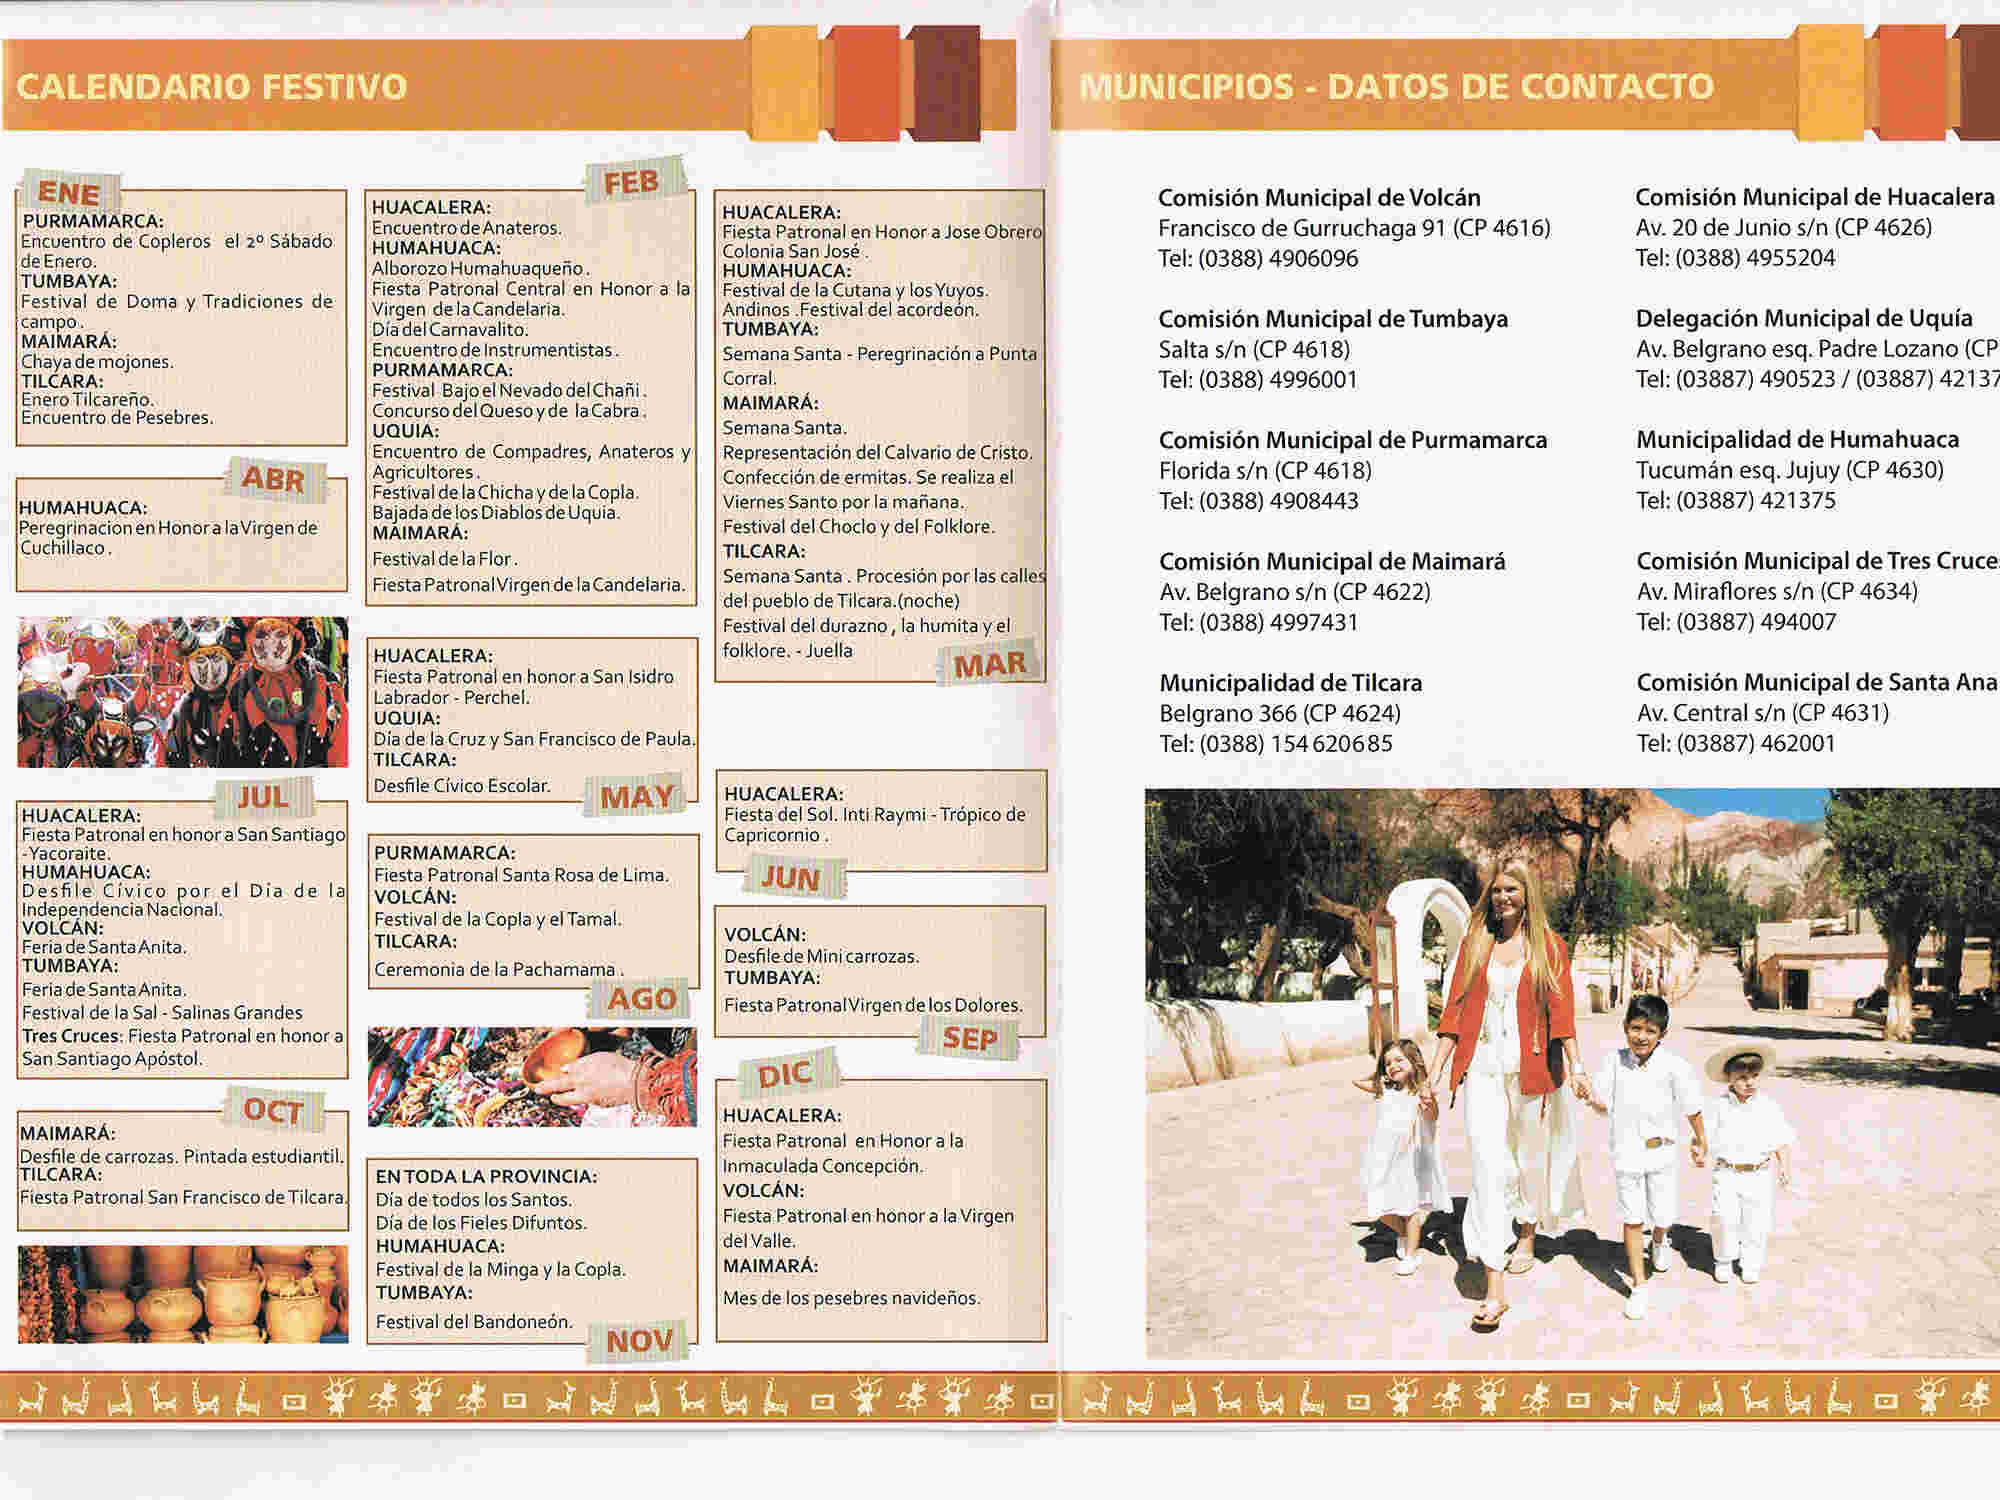 CALENDARIO FESTIVO
ENE
PURMAMARCA:
Encuentro de Copleros el 2º Sábado
de Enero.
TUMBAYA:
Festival de Doma y Tradiciones de
campo.
MAIMARÁ:
Chaya de mojones.
TILCARA:
Enero Tilcareño.
Encuentro de Pesebres.
ABR
HUMAHUACA:
Peregrinacion en Honor a la Virgen de
Cuchillaco.
JUL
HUACALERA:
Fiesta Patronal en honor a San Santiago
-Yacoraite.
HUMAHUACA:
Desfile Cívico por el Día de la
Independencia Nacional.
VOLCÁN:
Feria de Santa Anita.
TUMBAYA:
Feria de Santa Anita.
Festival de la Sal - Salinas Grandes
Tres Cruces: Fiesta Patronal en honor a
San Santiago Apóstol.
OCT
MAIMARÁ:
Desfile de carrozas. Pintada estudiantil.
TILCARA:
Fiesta Patronal San Francisco de Tilcara.
FEB
HUACALERA:
Encuentro de Anateros.
HUMAHUACA:
Alborozo Humahuaqueño.
Fiesta Patronal Central en Honor a la
Virgen de la Candelaria.
Día del Carnavalito.
Encuentro de Instrumentistas.
PURMAMARCA:
Festival Bajo el Nevado del Chañi.
Concurso del Queso y de la Cabra.
UQUIA:
Encuentro de Compadres, Anateros y
Agricultores.
Festival de la Chicha y de la Copla.
Bajada de los Diablos de Uquia.
MAIMARÁ:
Festival de la Flor.
Fiesta Patronal Virgen de la Candelaria.
HUACALERA:
Fiesta Patronal en honor a San Isidro
Labrador - Perchel.
UQUIA:
Día de la Cruz y San Francisco de Paula.
TILCARA:
Desfile Cívico Escolar.
MAY
PURMAMARCA:
Fiesta Patronal Santa Rosa de Lima.
VOLCÁN:
Festival de la Copla y el Tamal.
TILCARA:
Ceremonia de la Pachamama.
AGO
EN TODA LA PROVINCIA:
Día de todos los Santos.
Día de los Fieles Difuntos.
HUMAHUACA:
Festival de la Minga y la Copla.
TUMBAYA:
Festival del Bandoneón.
NOV
HUACALERA:
Fiesta Patronal en Honor a Jose Obrero
Colonia San José.
HUMAHUACA:
Festival de la Cutana y los Yuyos.
Andinos .Festival del acordeón.
TUMBAYA:
Semana Santa - Peregrinación a Punta
Corral.
MAIMARÁ:
Semana Santa.
Representación del Calvario de Cristo.
Confección de ermitas. Se realiza el
Viernes Santo por la mañana.
Festival del Choclo y del Folklore.
TILCARA:
Semana Santa . Procesión por las calles
del pueblo de Tilcara.(noche)
Festival del durazno, la humita y el
folklore. - Juella
MAR
HUACALERA:
Fiesta del Sol. Inti Raymi - Trópico de
Capricornio.
JUN
VOLCÁN:
Desfile de Mini carrozas.
TUMBAYA:
Fiesta Patronal Virgen de los Dolores.
SEP
DIC
HUACALERA:
Fiesta Patronal en Honor a la
Inmaculada Concepción.
VOLCÁN:
Fiesta Patronal en honor a la Virgen
del Valle.
MAIMARÁ:
Mes de los pesebres navideños.
MUNICIPIOS - DATOS DE CONTACTO
Comisión Municipal de Volcán
Francisco de Gurruchaga 91 (CP 4616)
Tel: (0388) 4906096
Comisión Municipal de Tumbaya
Salta s/n (CP 4618)
Tel: (0388) 4996001
Comisión Municipal de Purmamarca
Florida s/n (CP 4618)
Tel: (0388) 4908443
Comisión Municipal de Maimará
Av. Belgrano s/n (CP 4622)
Tel: (0388) 4997431
Municipalidad de Tilcara
Belgrano 366 (CP 4624)
Tel: (0388) 154620685
Comisión Municipal de Huacalera
Av. 20 de Junio s/n (CP 4626)
Tel: (0388) 4955204
Delegación Municipal de Uquía
Av. Belgrano esq. Padre Lozano (CP
Tel: (03887) 490523 / (03887) 42137
Municipalidad de Humahuaca
Tucumán esq. Jujuy (CP 4630)
Tel: (03887) 421375
Comisión Municipal de Tres Cruces
Av. Miraflores s/n (CP 4634)
Tel: (03887) 494007
Comisión Municipal de Santa Ana
Av. Central s/n (CP 4631)
Tel: (03887) 462001